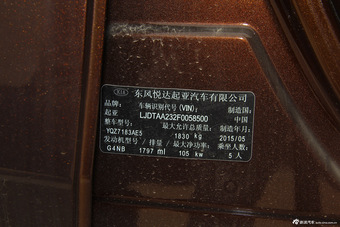 KIA 东风悦达起亚汽车有限公司
品牌: 车辆识别代号(VIN): 制造国:
起亚 LJDTAA232F0058500 中国
整车型号: 最大允许总质量: 制造年月:
YQZ7183AE5 1830 kg 2015/05
发动机型号/排量/最大净功率: 乘坐人数:
G4NB 1797 ml 105 kw 5人